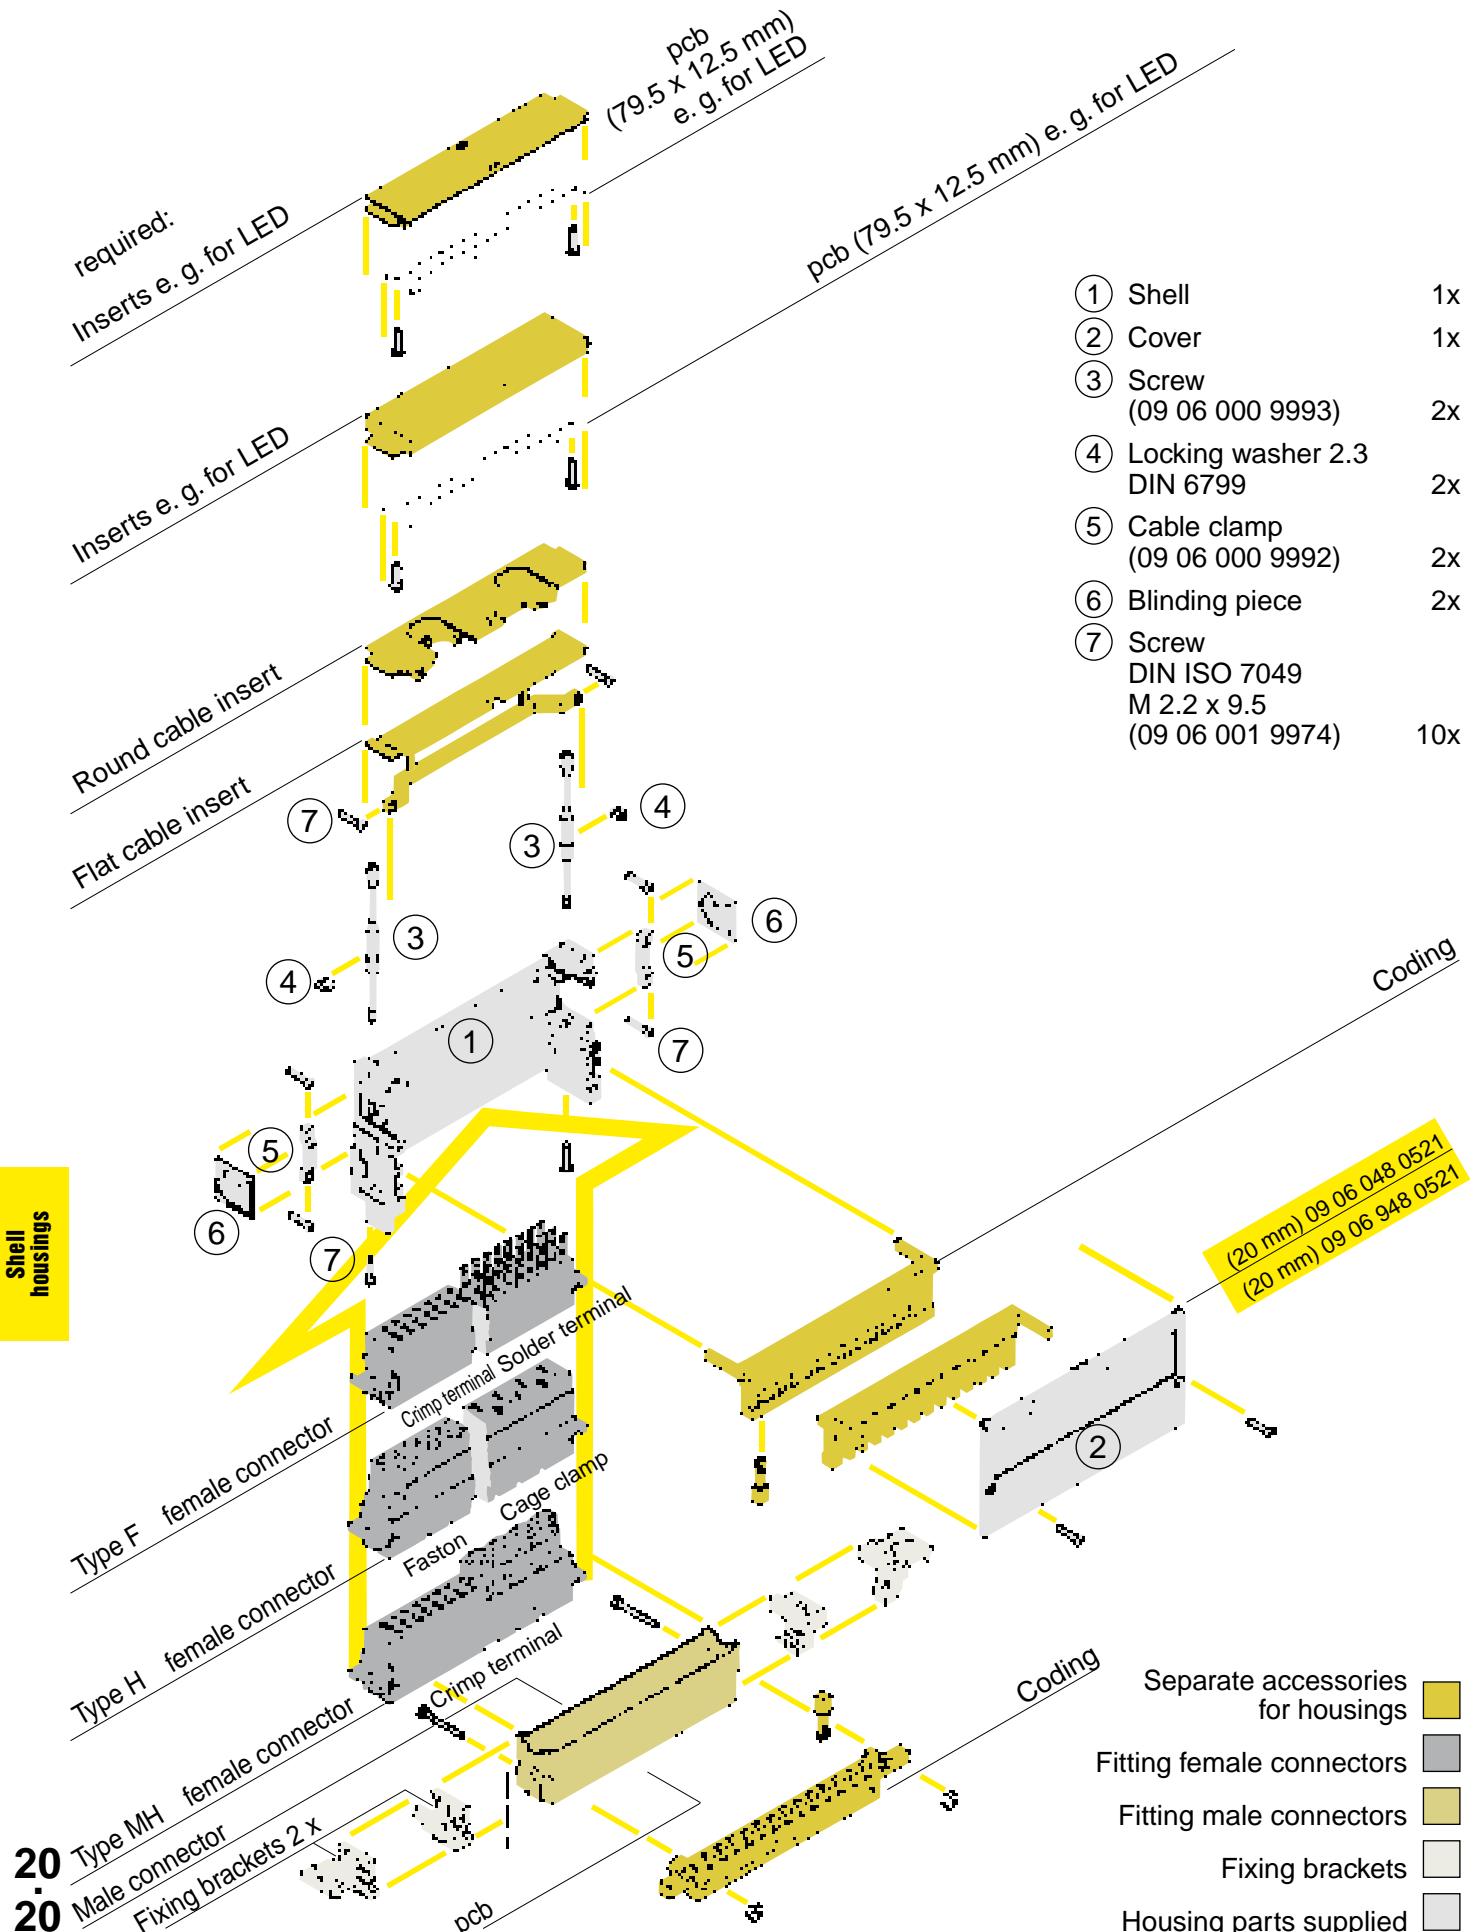 pcb
(79.5 x 12.5 mm)
e. g. for LED
pcb (79.5 x 12.5 mm) e. g. for LED
required:
Inserts e. g. for LED
Inserts e. g. for LED
Round cable insert
Flat cable insert
1 Shell 1x
2 Cover 1x
3 Screw
(09 06 000 9993) 2x
4 Locking washer 2.3
DIN 6799 2x
5 Cable clamp
(09 06 000 9992) 2x
6 Blinding piece 2x
7 Screw
DIN ISO 7049
M 2.2 x 9.5
(09 06 001 9974) 10x
7
4
3
3
6
5
4
1
7
5
6
7
Coding
(20 mm) 09 06 048 0521
(20 mm) 09 06 948 0521
2
Shell
housings
Crimp terminal
Solder terminal
Type F female connector
Faston
Cage clamp
Type H female connector
Crimp terminal
Type MH female connector
Male connector
Fixing brackets 2 x
pcb
Coding
Separate accessories
for housings
Fitting female connectors
Fitting male connectors
Fixing brackets
Housing parts supplied
20
.
20